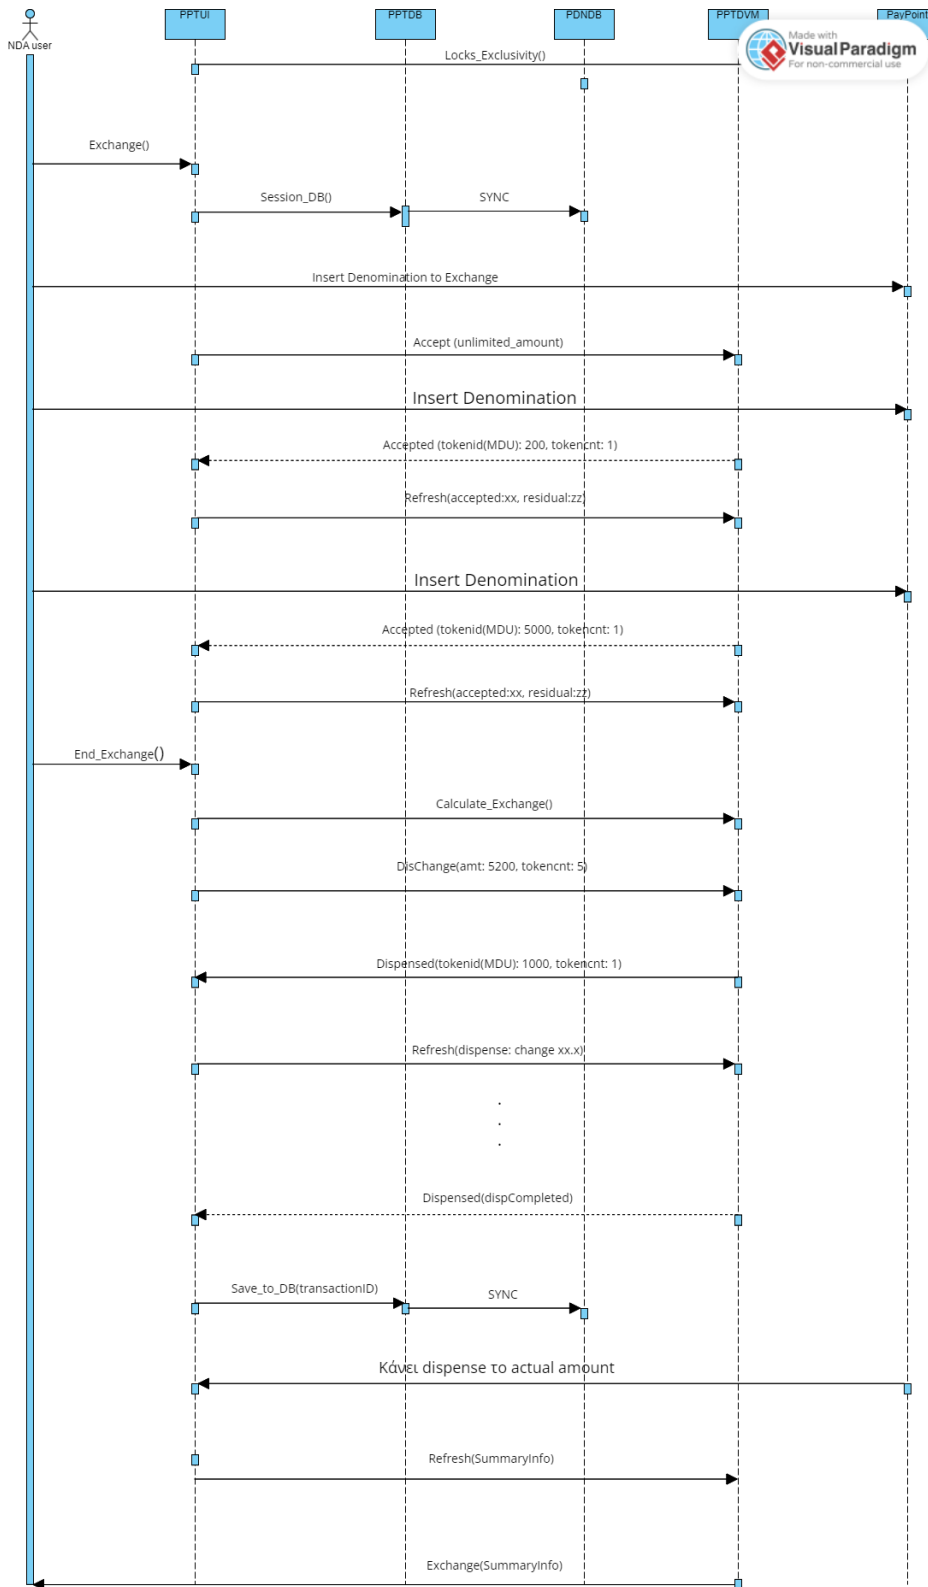 PPTUI
PPTDB
PDNDB
PPTDVM
PayPoint
NDA user
Made with
VisualParadigm
For non-commercial use
Locks_Exclusivity()
Exchange()
Session_DB()
SYNC
Insert Denomination to Exchange
Accept (unlimited_amount)
Insert Denomination
Accepted (tokenid(MDU): 200, tokencnt: 1)
Refresh(accepted:xx, residual:zz)
Insert Denomination
Accepted (tokenid(MDU): 5000, tokencnt: 1)
Refresh(accepted:xx, residual:zz)
End_Exchange()
Calculate_Exchange()
DisChange(amt: 5200, tokencnt: 5)
Dispensed(tokenid(MDU): 1000, tokencnt: 1)
Refresh(dispense: change xx.x)
.
.
.
Dispensed(dispCompleted)
Save_to_DB(transactionID)
SYNC
Κάνει dispense το actual amount
Refresh(SummaryInfo)
Exchange(SummaryInfo)